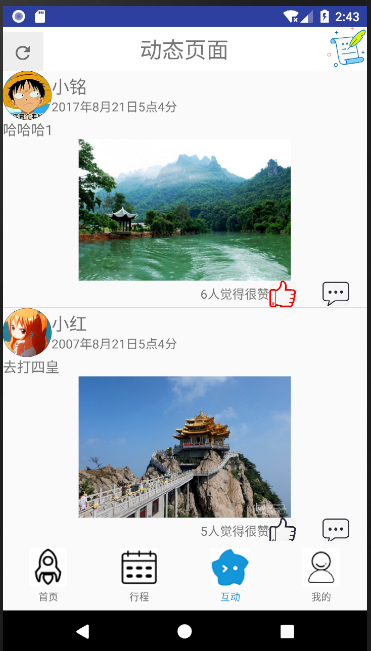 2:43
动态页面
小铭
2017年8月21日5点4分
哈哈哈1
6人觉得很赞
小红
2007年8月21日5点4分
去打四皇
5人觉得很赞
首页
行程
互动
我的